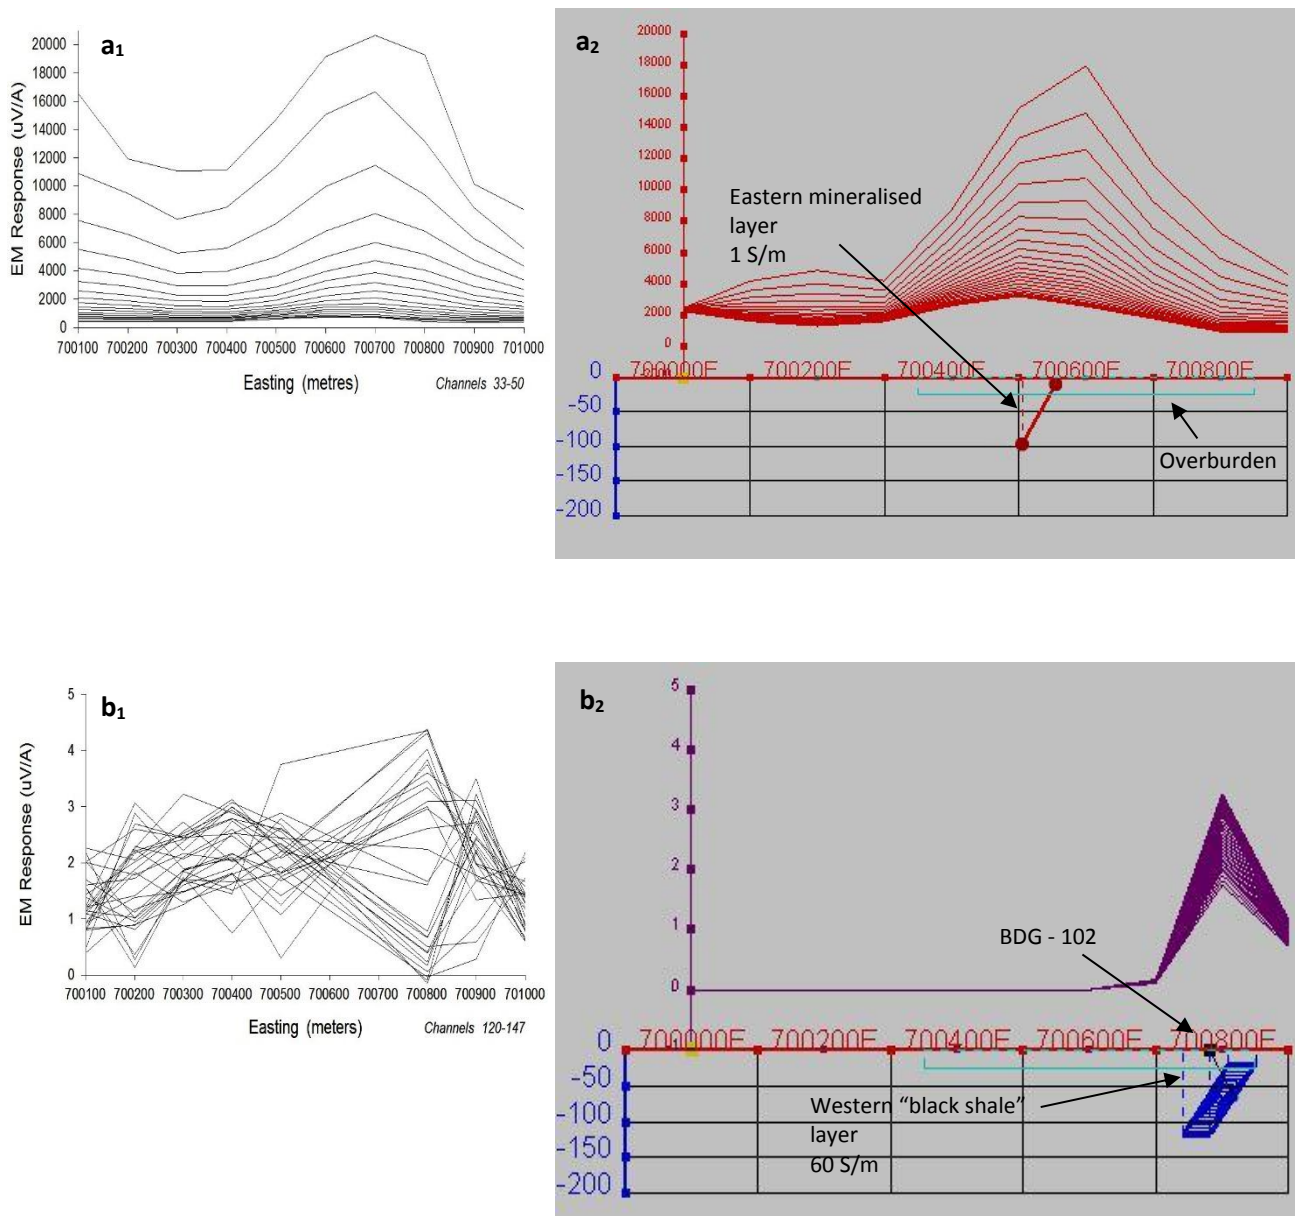 a1
20000
18000
16000
14000
12000
10000
8000
6000
4000
2000
0
EM Response (uV/A)
700100 700200 700300 700400 700500 700600 700700 700800 700900 701000
Easting (metres)
Channels 33-50
a2
20000
18000
16000
14000
12000
10000
8000
6000
4000
2000
0
Eastern mineralised
layer
1 S/m
700000E 700200E 700400E 700600E 700800E
0
-50
-100
-150
-200
Overburden
b1
5
4
3
2
1
0
EM Response (uV/A)
700100 700200 700300 700400 700500 700600 700700 700800 700900 701000
Easting (meters)
Channels 120-147
b2
5
4
3
2
1
0
BDG - 102
700000E 700200E 700400E 700600E 700800E
0
-50
-100
-150
-200
Western “black shale”
layer
60 S/m